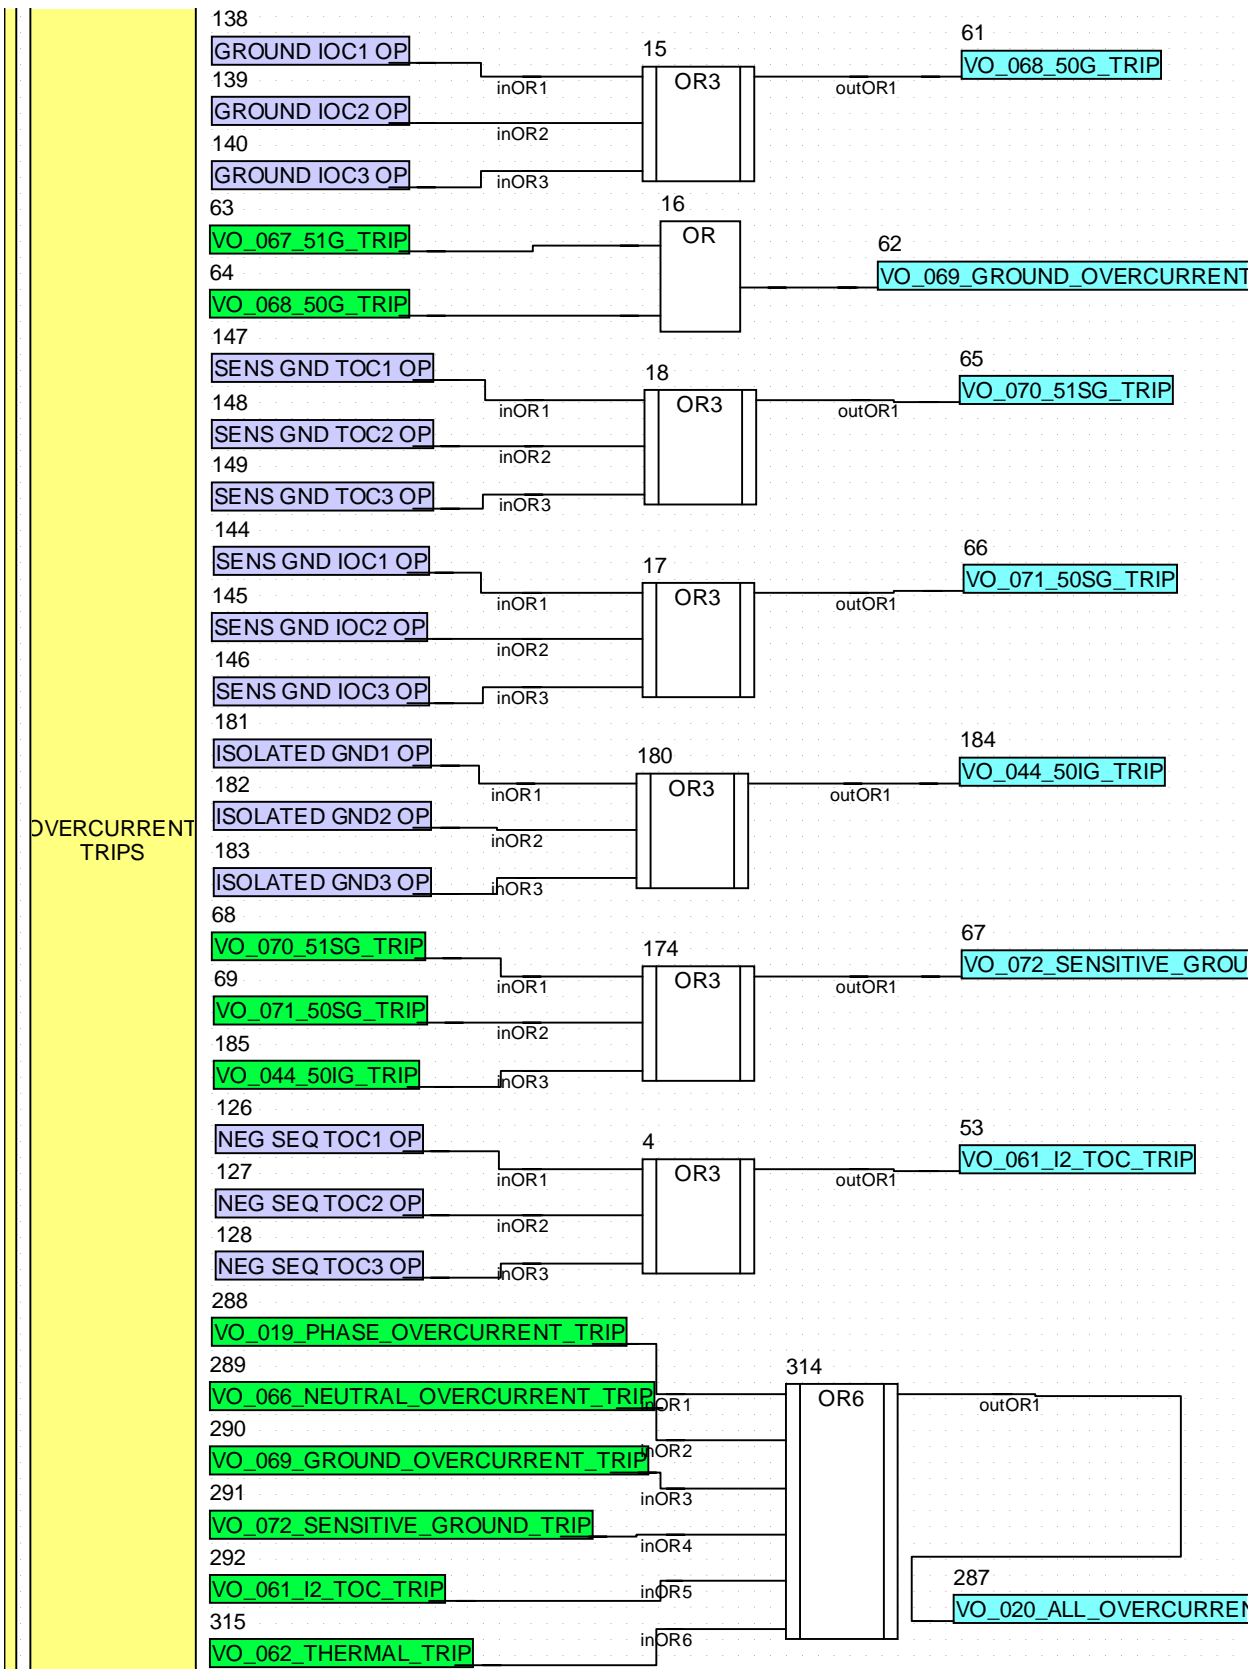 OVERCURRENT
TRIPS
138
GROUND IOC1 OP
139
GROUND IOC2 OP
140
GROUND IOC3 OP
inOR1
inOR2
inOR3
15
OR3
outOR1
61
VO_068_50G_TRIP
63
VO_067_51G_TRIP
64
VO_068_50G_TRIP
16
OR
62
VO_069_GROUND_OVERCURRENT
147
SENS GND TOC1 OP
148
SENS GND TOC2 OP
149
SENS GND TOC3 OP
inOR1
inOR2
inOR3
18
OR3
outOR1
65
VO_070_51SG_TRIP
144
SENS GND IOC1 OP
145
SENS GND IOC2 OP
146
SENS GND IOC3 OP
inOR1
inOR2
inOR3
17
OR3
outOR1
66
VO_071_50SG_TRIP
181
ISOLATED GND1 OP
182
ISOLATED GND2 OP
183
ISOLATED GND3 OP
inOR1
inOR2
inOR3
180
OR3
outOR1
184
VO_044_50IG_TRIP
68
VO_070_51SG_TRIP
69
VO_071_50SG_TRIP
185
VO_044_50IG_TRIP
inOR1
inOR2
inOR3
174
OR3
outOR1
67
VO_072_SENSITIVE_GROU
126
NEG SEQ TOC1 OP
127
NEG SEQ TOC2 OP
128
NEG SEQ TOC3 OP
inOR1
inOR2
inOR3
4
OR3
outOR1
53
VO_061_I2_TOC_TRIP
288
VO_019_PHASE_OVERCURRENT_TRIP
289
VO_066_NEUTRAL_OVERCURRENT_TRIP
290
VO_069_GROUND_OVERCURRENT_TRIP
291
VO_072_SENSITIVE_GROUND_TRIP
292
VO_061_I2_TOC_TRIP
315
VO_062_THERMAL_TRIP
inOR1
inOR2
inOR3
inOR4
inOR5
inOR6
314
OR6
outOR1
287
VO_020_ALL_OVERCURREN